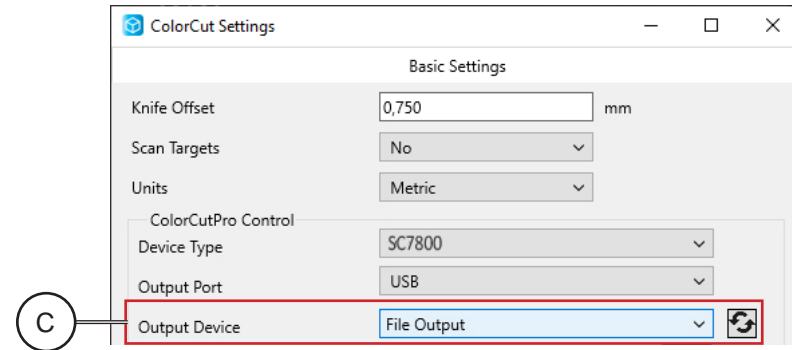 ColorCut Settings
Basic Settings
Knife Offset 0,750 mm
Scan Targets No
Units Metric
ColorCutPro Control
Device Type SC7800
Output Port USB
C Output Device File Output